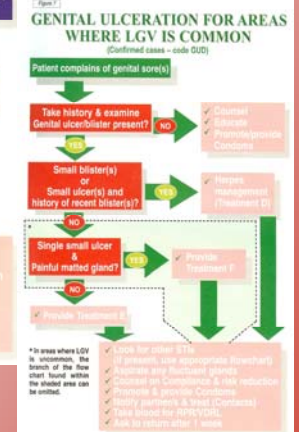 Figure 7
GENITAL ULCERATION FOR AREAS
WHERE LGV IS COMMON
(Confirmed cases – code GUD)
Patient complains of genital sore(s)
Take history & examine
Genital ulcer/blister present?
NO
✓ Counsel
✓ Educate
✓ Promote/provide
Condoms
YES
Small blister(s)
or
Small ulcer(s) and
history of recent blister(s)?
YES
✓ Herpes
management
(Treatment D)
NO
*
Single small ulcer
&
Painful matted gland?
YES
✓ Provide
Treatment
NO
✓ Provide Treatment
* In areas where LGV
is uncommon, the
branch of the flow
chart found within
the shaded area can
be omitted.
✓ Look for other STIs
(if present, use appropriate flowchart)
✓ Aspirate any fluctuant glands
✓ Counsel on Compliance & risk reduction
✓ Promote & provide Condoms
✓ Notify partners & treat (Contacts)
✓ Take blood for RPR/VDRL
✓ Ask to return after 1 week